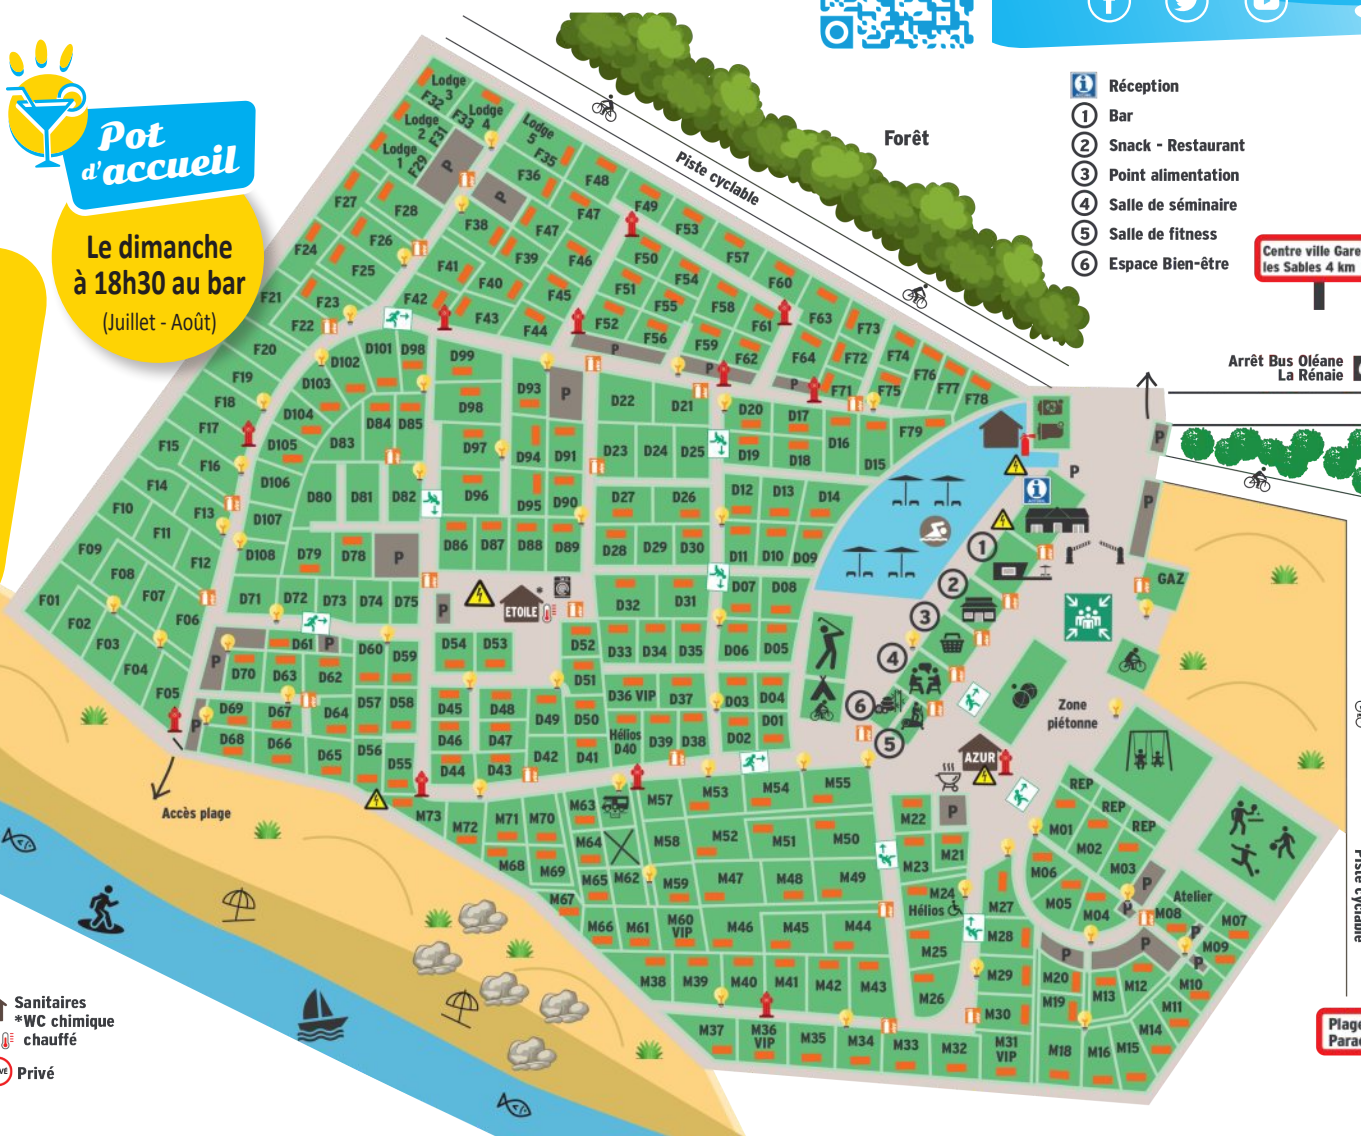 Pot
d'accueil
Le dimanche
à 18h30 au bar
(Juillet - Août)
Forêt
Piste cyclable
Réception
1 Bar
2 Snack - Restaurant
3 Point alimentation
4 Salle de séminaire
5 Salle de fitness
6 Espace Bien-être
Centre ville Gare
les Sables 4 km
Arrêt Bus Oléane
La Rénaie
Lodge
3
F32
F33
Lodge
4
Lodge
2
F31
Lodge
1
F29
P
Lodge
5
F35
F36
P
F48
F49
F27
F28
F38
F47
F47
F53
F24
F26
F39
F46
F50
F57
F25
F41
F40
F45
F51
F54
F60
F21
F23
F42
F43
F44
F52
F55
F58
F61
F63
F73
F22
F56
F59
F62
F64
F72
F74
F20
P
P
P
F71
F75
F76
F77
F78
F19
F18
F17
F15
F16
F14
F10
F13
F11
F09
F12
F08
F01
F07
F02
F06
F03
F04
F05
F79
D102
D101
D98
D99
D103
D93
P
D22
D21
D20
D17
D104
D84
D85
D98
D16
D105
D83
D97
D94
D91
D23
D24
D25
D19
D18
D15
D106
D80
D81
D82
D96
D95
D90
D27
D26
D12
D13
D14
D107
D108
D79
D78
P
D86
D87
D88
D89
D28
D29
D30
D11
D10
D09
D71
D72
D73
D74
D75
P
ETOILE
*
D32
D31
D07
D08
D61
P
D60
D59
D54
D53
D52
D33
D34
D35
D06
D05
P
D70
D63
D62
D51
D36 VIP
D37
D03
D04
D69
D67
D64
D57
D58
D45
D48
D49
D50
D01
P
D68
D66
D65
D56
D55
D46
D47
D42
D41
Hélios
D40
D39
D38
D02
D44
D43
Accès plage
P
P
P
GAZ
1
2
3
4
6
5
Zone
piétonne
AZUR
M73
M72
M71
M70
M63
M57
M53
M54
M55
M64
M58
M52
M51
M50
M68
M69
M65
M62
M59
M47
M48
M49
M67
M66
M61
M60
VIP
M46
M45
M44
M38
M39
M40
M41
M42
M43
M37
M36
VIP
M35
M34
M33
M32
M31
VIP
M22
P
M23
M21
M24
Hélios
M25
M26
M27
M28
M29
M30
REP
REP
REP
M01
M02
M03
M06
M05
M04
P
P
Atelier
M08
M07
P
M09
P
P
P
M20
M12
M10
M19
M13
M11
M14
M18
M16
M15
Piste cyclable
Plage
Sanitaires
*WC chimique
chauffé
Privé